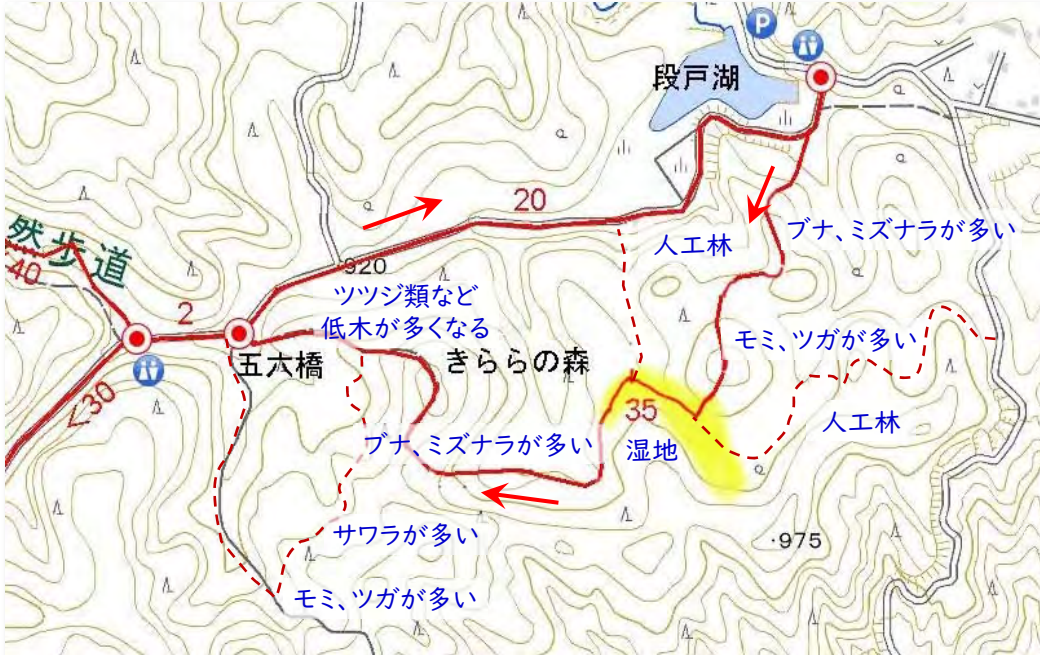 P
段戸湖
20
人工林
ブナ、ミズナラが多い
然歩道
40
920
ツツジ類など
低木が多くなる
2
五六橋
きららの森
モミ、ツガが多い
30
35
人工林
ブナ、ミズナラが多い
湿地
サワラが多い
・975
モミ、ツガが多い